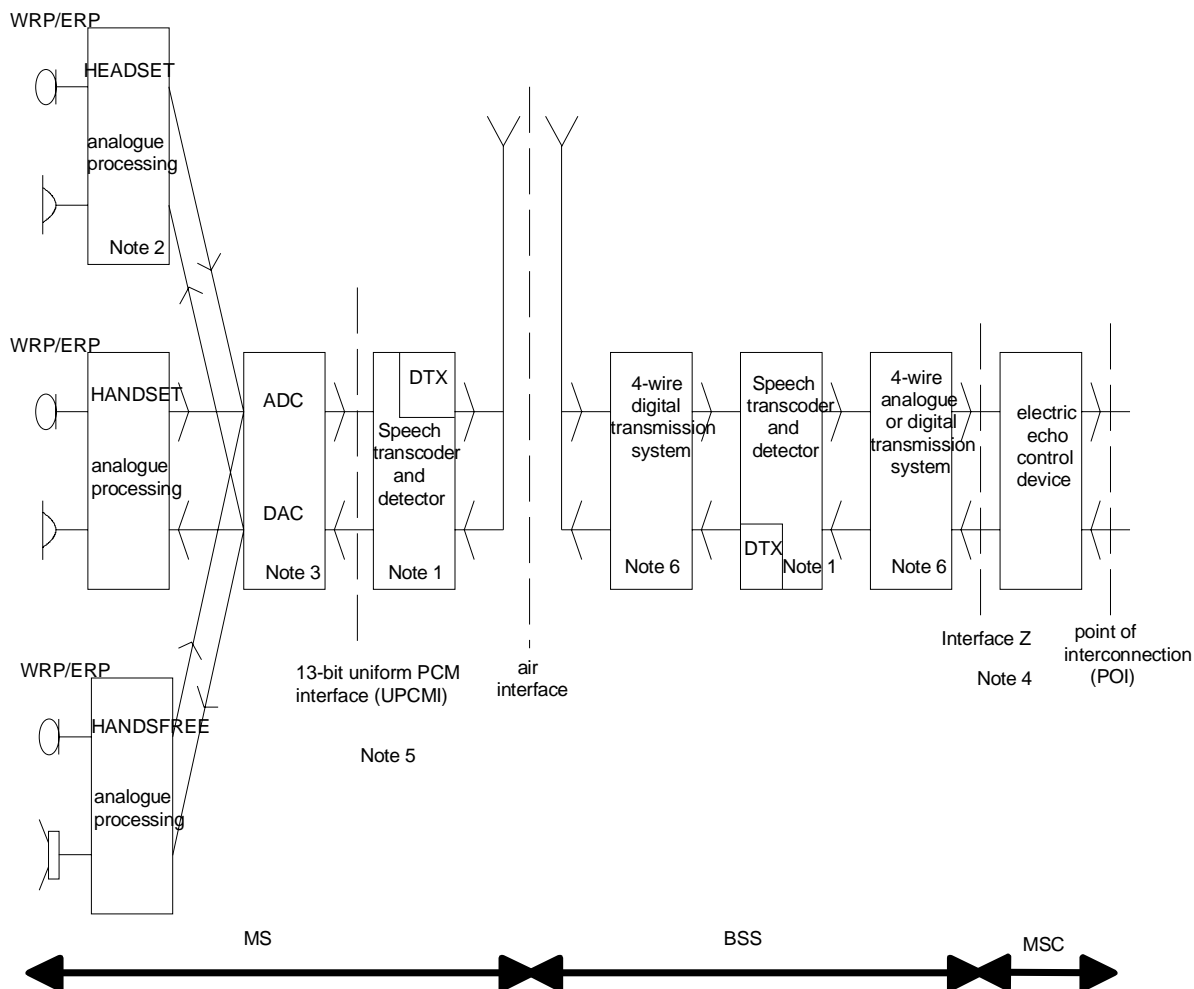 WRP/ERP
HEADSET
analogue
processing
Note 2
WRP/ERP
HANDSET
analogue
processing
ADC
DAC
Note 3
DTX
Speech
transcoder
and
detector
Note 1
4-wire
digital
transmission
system
Note 6
Speech
transcoder
and
detector
DTX
Note 1
4-wire
analogue
or digital
transmission
system
Note 6
electric
echo
control
device
WRP/ERP
HANDSFREE
analogue
processing
13-bit uniform PCM
interface (UPCMI)
Note 5
air
interface
Interface Z
Note 4
point of
interconnection
(POI)
MS
BSS
MSC